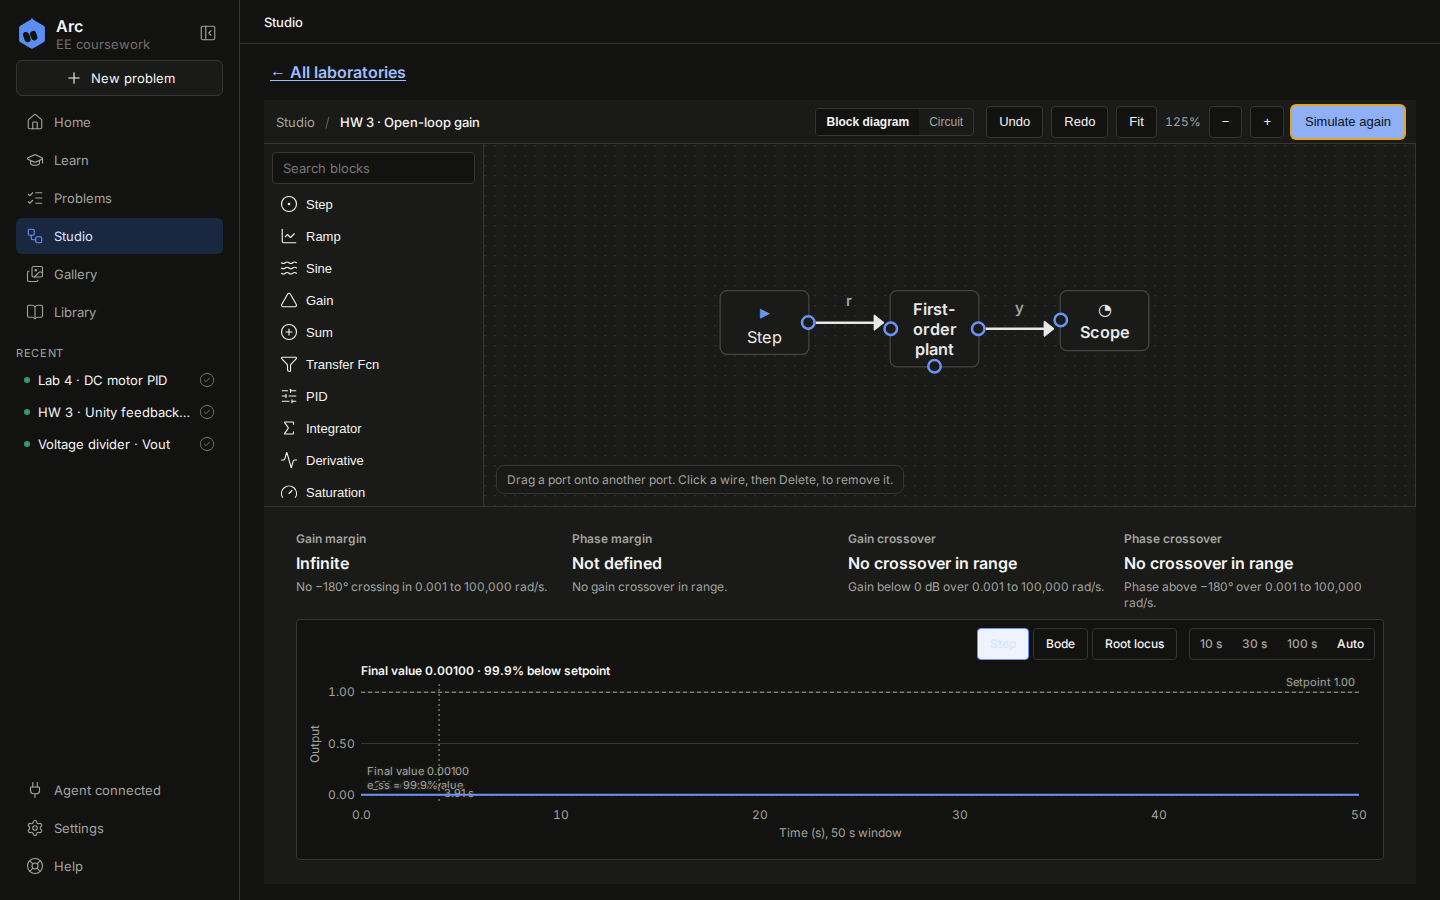 Arc
EE coursework
New problem
Home
Learn
Problems
Studio
Gallery
Library
RECENT
Lab 4 · DC motor PID
HW 3 · Unity feedback...
Voltage divider · Vout
Agent connected
Settings
Help
Studio
← All laboratories
Studio / HW 3 · Open-loop gain
Block diagram Circuit Undo Redo Fit 125% − + Simulate again
Search blocks
Step
Ramp
Sine
Gain
Sum
Transfer Fcn
PID
Integrator
Derivative
Saturation
Step
r
First-
order
plant
y
Scope
Drag a port onto another port. Click a wire, then Delete, to remove it.
Gain margin
Infinite
No −180° crossing in 0.001 to 100,000 rad/s.
Phase margin
Not defined
No gain crossover in range.
Gain crossover
No crossover in range
Gain below 0 dB over 0.001 to 100,000 rad/s.
Phase crossover
No crossover in range
Phase above −180° over 0.001 to 100,000
rad/s.
Step Bode Root locus 10 s 30 s 100 s Auto
Final value 0.00100 · 99.9% below setpoint
Setpoint 1.00
1.00
0.50
0.00
Output
Final value 0.00100
e_ss = 99.9%
3.91 s
0.0 10 20 30 40 50
Time (s), 50 s window